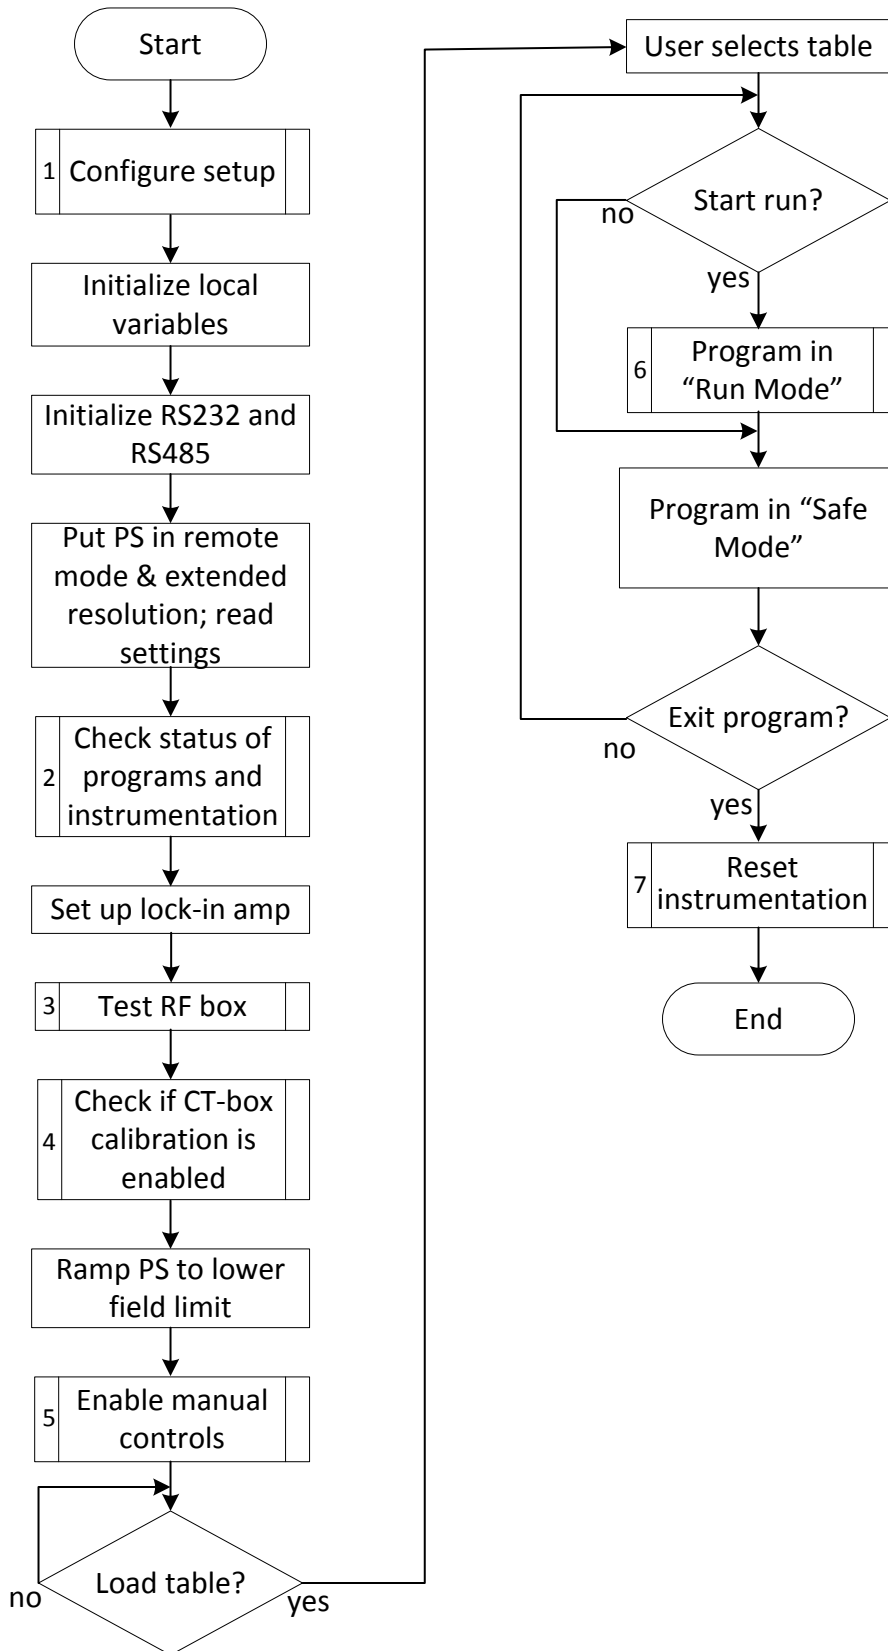 Start
1
Configure setup
Initialize local
variables
Initialize RS232 and
RS485
Put PS in remote
mode & extended
resolution; read
settings
2
Check status of
programs and
instrumentation
Set up lock-in amp
3
Test RF box
4
Check if CT-box
calibration is
enabled
Ramp PS to lower
field limit
5
Enable manual
controls
Load table?
no
yes
User selects table
Start run?
no
yes
6
Program in
“Run Mode”
Program in “Safe
Mode”
Exit program?
no
yes
7
Reset
instrumentation
End